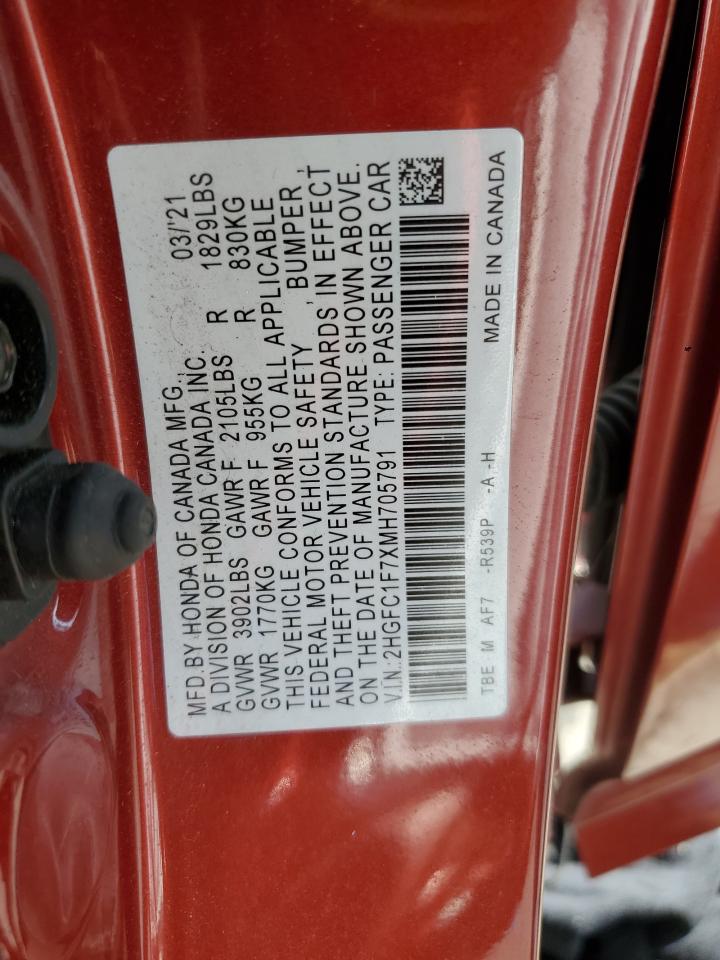 MFD.BY HONDA OF CANADA MFG., 03/'21
A DIVISION OF HONDA CANADA INC.
GVWR 3902LBS GAWR F 2105LBS R 1829LBS
GVWR 1770KG GAWR F 955KG R 830KG
THIS VEHICLE CONFORMS TO ALL APPLICABLE
FEDERAL MOTOR VEHICLE SAFETY , BUMPER ,
AND THEFT PREVENTION STANDARDS, IN EFFECT
ON THE DATE OF MANUFACTURE SHOWN ABOVE.
V.I.N.:2HGFC1F7XMH705791 TYPE: PASSENGER CAR
TBE : M AF7 -R539P -A -H MADE IN CANADA